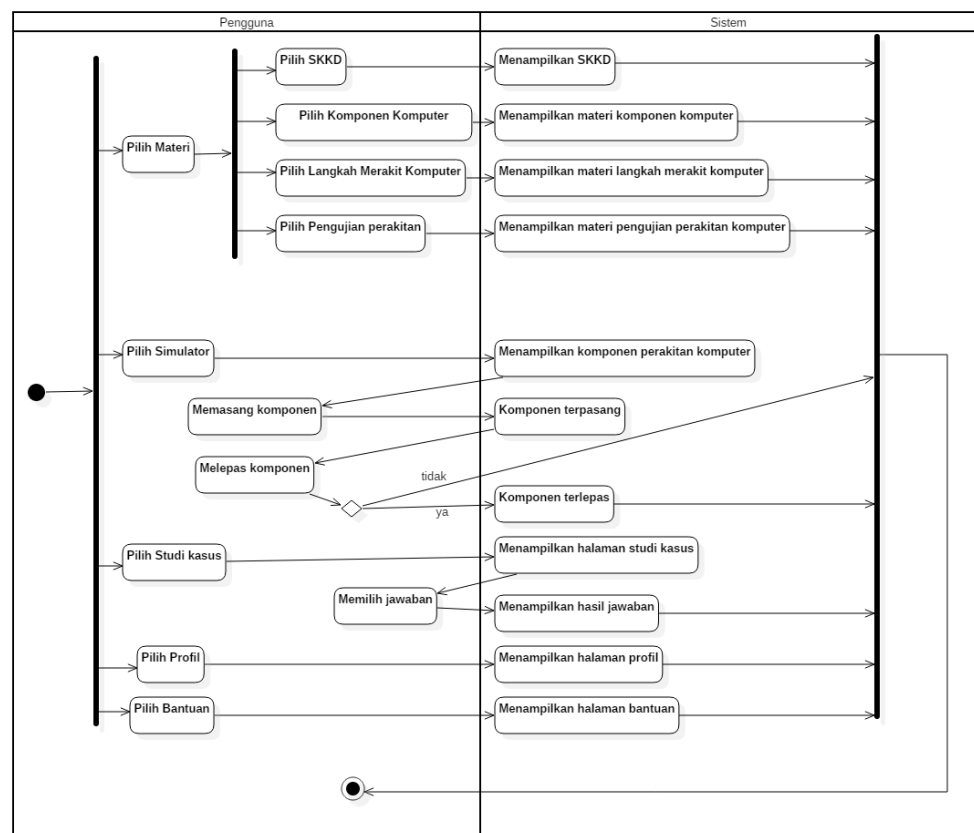 Pengguna
Sistem
Pilih SKKD
Menampilkan SKKD
Pilih Komponen Komputer
Menampilkan materi komponen komputer
Pilih Materi
Pilih Langkah Merakit Komputer
Menampilkan materi langkah merakit komputer
Pilih Pengujian perakitan
Menampilkan materi pengujian perakitan komputer
Pilih Simulator
Menampilkan komponen perakitan komputer
Memasang komponen
Komponen terpasang
Melepas komponen
tidak
Komponen terlepas
ya
Pilih Studi kasus
Menampilkan halaman studi kasus
Memilih jawaban
Menampilkan hasil jawaban
Pilih Profil
Menampilkan halaman profil
Pilih Bantuan
Menampilkan halaman bantuan